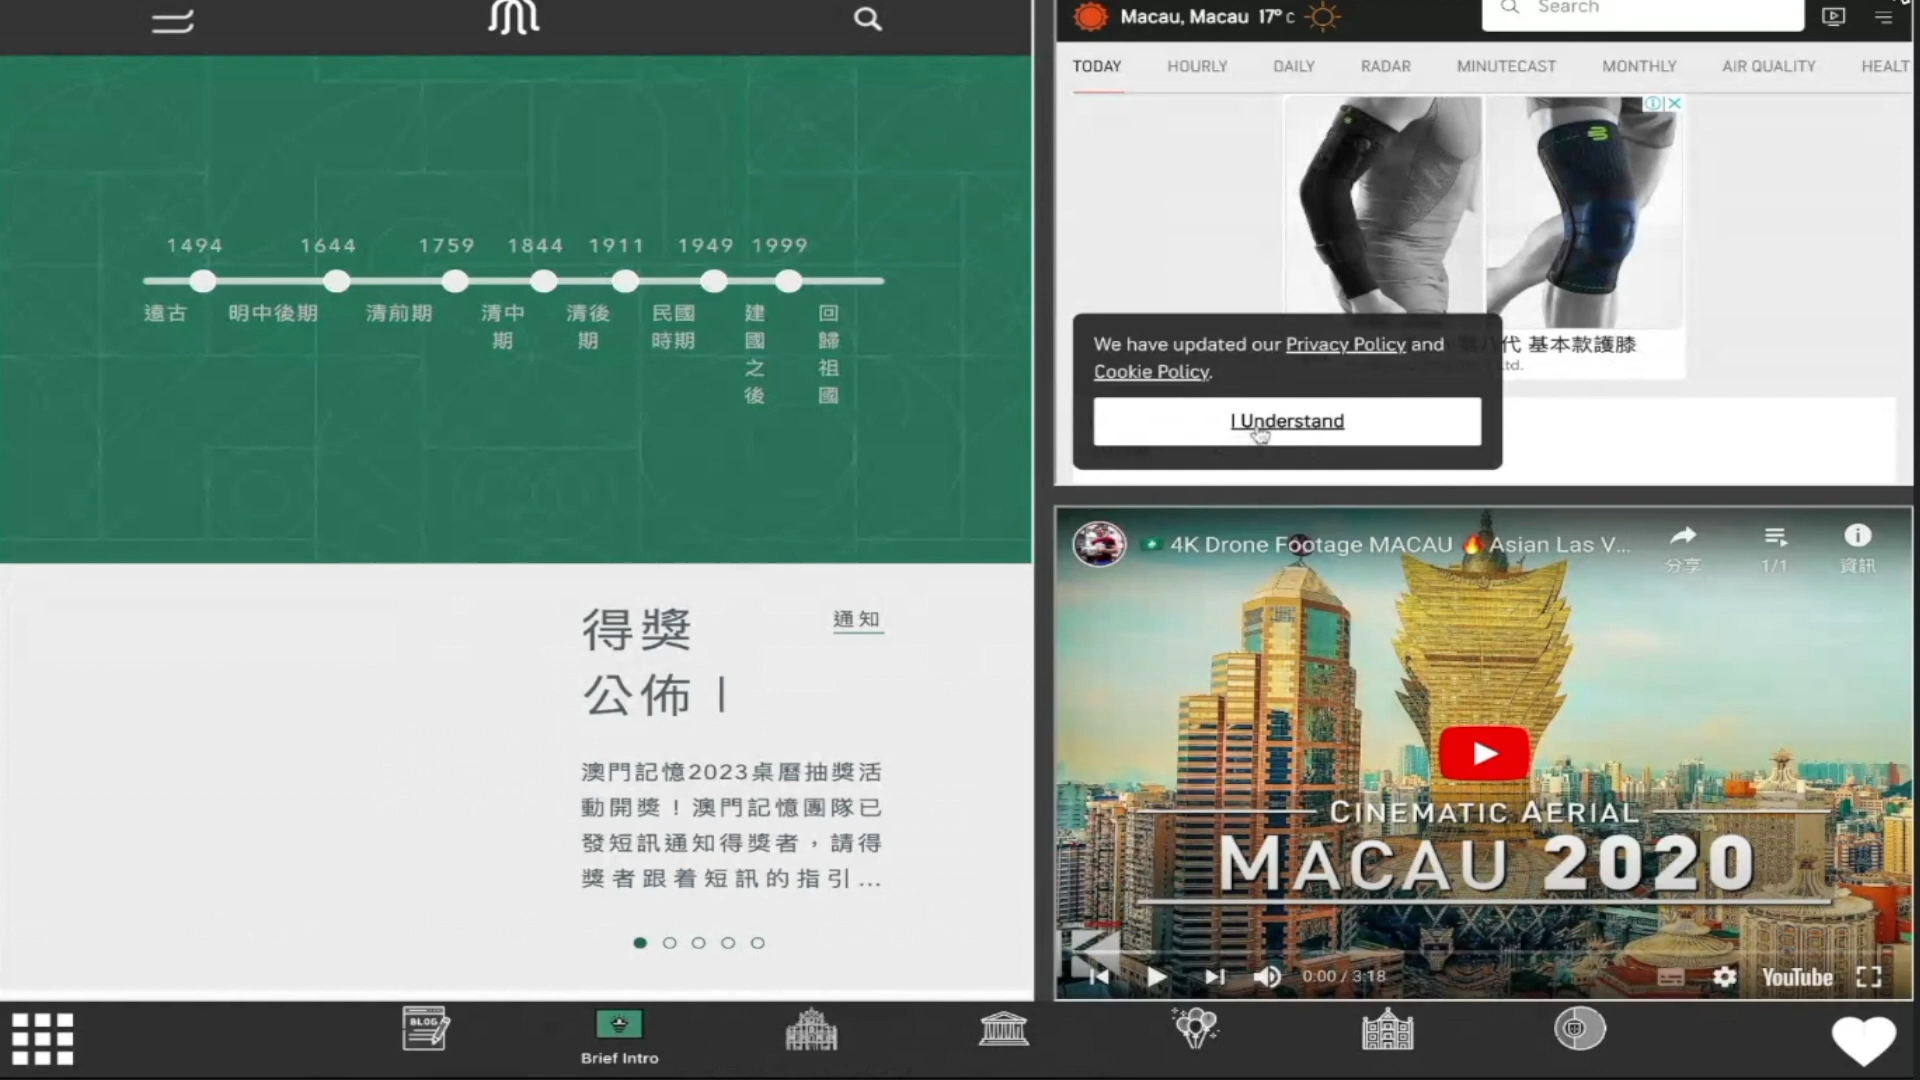 1494 1644 1759 1844 1911 1949 1999
遠古 明中後期 清前期 清中期 清後期 民國時期 建國之後 回歸祖國
得獎
公佈 |
通知
澳門記憶2023桌曆抽獎活
動開獎！澳門記憶團隊已
發短訊通知得獎者，請得
獎者跟着短訊的指引...
Macau, Macau 17° C
Search
TODAY HOURLY DAILY RADAR MINUTECAST MONTHLY AIR QUALITY HEALT
代 基本款護膝
td.
We have updated our Privacy Policy and
Cookie Policy.
I Understand
4K Drone Footage MACAU 🔥 Asian Las V...
分享 1/1 資訊
CINEMATIC AERIAL
MACAU 2020
0:00 / 3:18
YouTube
BLOG
Brief Intro